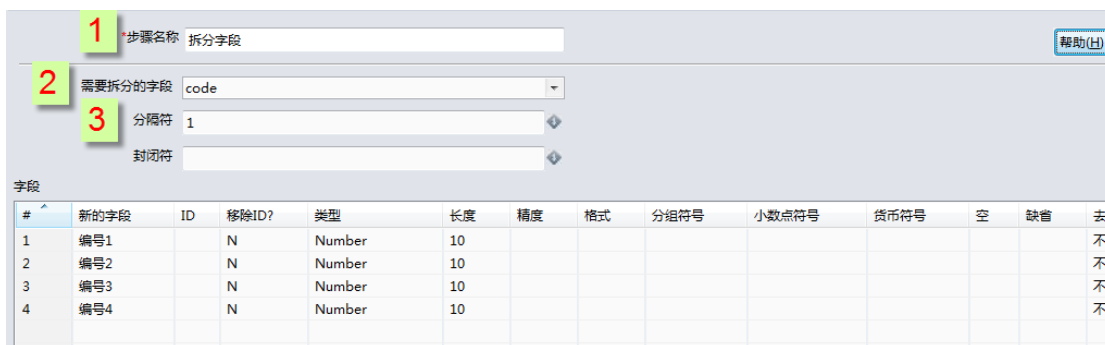 1 *步骤名称 拆分字段 帮助(H)
2 需要拆分的字段 code
3 分隔符 1
封闭符
字段
# 新的字段 ID 移除ID? 类型 长度 精度 格式 分组符号 小数点符号 货币符号 空 缺省 去
1 编号1 N Number 10 不
2 编号2 N Number 10 不
3 编号3 N Number 10 不
4 编号4 N Number 10 不